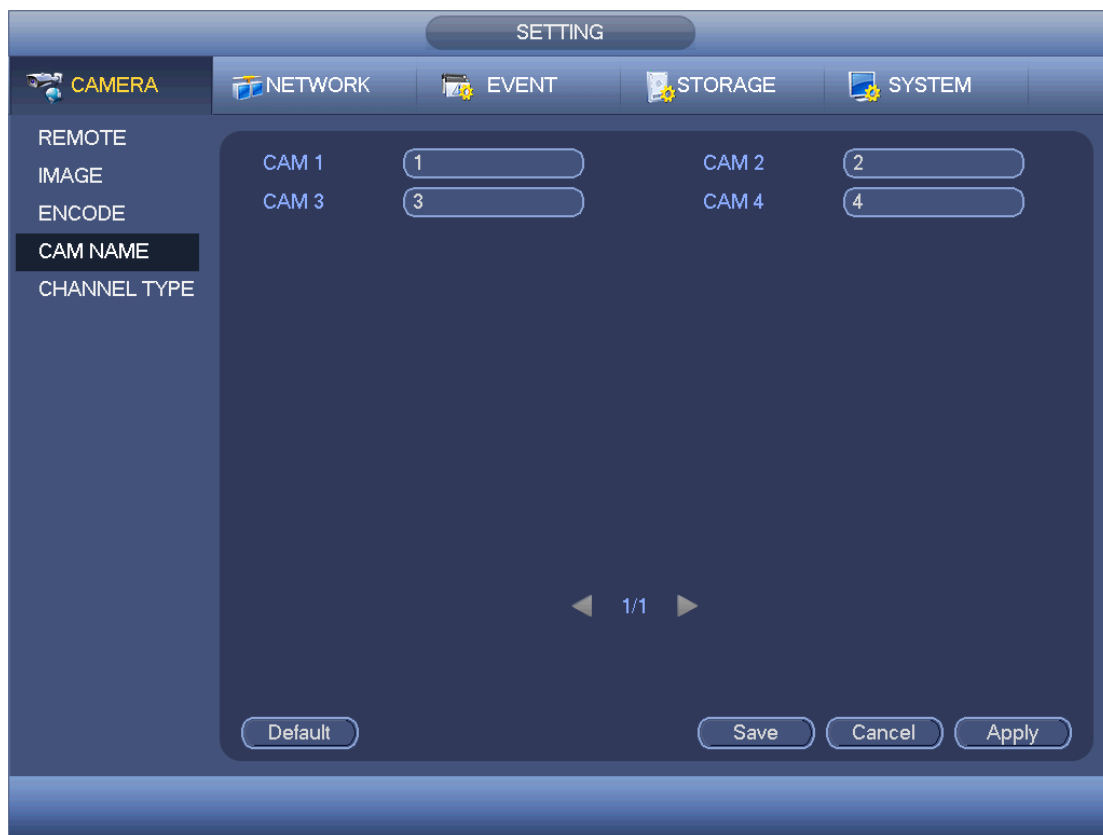 SETTING
CAMERA NETWORK EVENT STORAGE SYSTEM
REMOTE
IMAGE
ENCODE
CAM NAME
CHANNEL TYPE
CAM 1 1 CAM 2 2
CAM 3 3 CAM 4 4
1/1
Default Save Cancel Apply